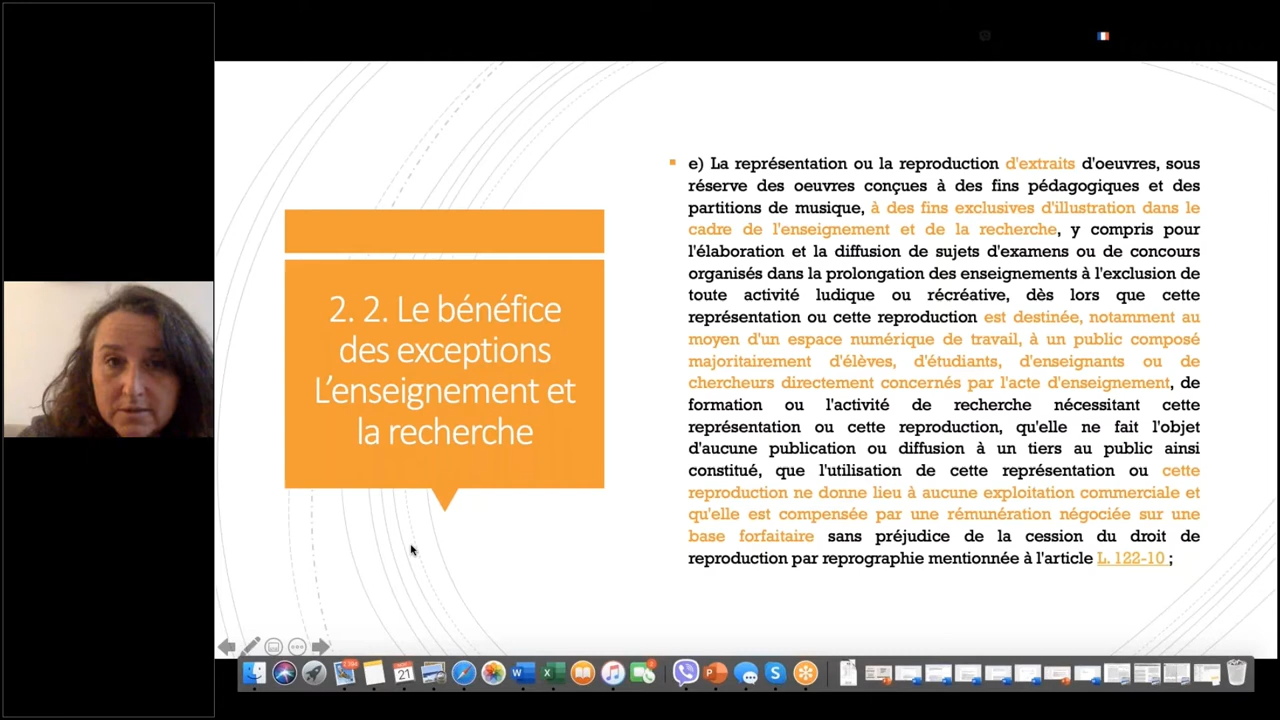 2. 2. Le bénéfice
des exceptions
L’enseignement et
la recherche
e) La représentation ou la reproduction d'extraits d'oeuvres, sous
réserve des oeuvres conçues à des fins pédagogiques et des
partitions de musique, à des fins exclusives d'illustration dans le
cadre de l'enseignement et de la recherche, y compris pour
l'élaboration et la diffusion de sujets d'examens ou de concours
organisés dans la prolongation des enseignements à l'exclusion de
toute activité ludique ou récréative, dès lors que cette
représentation ou cette reproduction est destinée, notamment au
moyen d'un espace numérique de travail, à un public composé
majoritairement d'élèves, d'étudiants, d'enseignants ou de
chercheurs directement concernés par l'acte d'enseignement, de
formation ou l'activité de recherche nécessitant cette
représentation ou cette reproduction, qu'elle ne fait l'objet
d'aucune publication ou diffusion à un tiers au public ainsi
constitué, que l'utilisation de cette représentation ou cette
reproduction ne donne lieu à aucune exploitation commerciale et
qu'elle est compensée par une rémunération négociée sur une
base forfaitaire sans préjudice de la cession du droit de
reproduction par reprographie mentionnée à l'article L. 122-10 ;
21